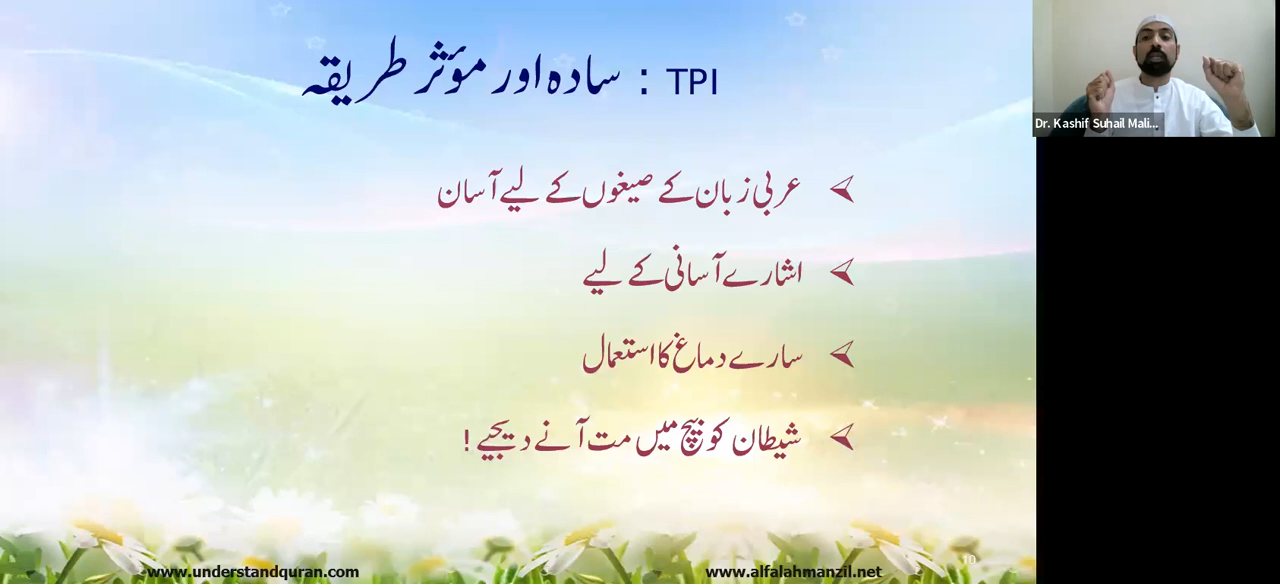 TPI : سادہ اور مؤثر طریقہ
Dr. Kashif Suhail Mali...
عربی زبان کے صیغوں کے لیے آسان
اشارے آسانی کے لیے
سارے دماغ کا استعمال
شیطان کو بیچ میں مت آنے دیجیے !
www.understandquran.com
www.alfalahmanzil.net
10